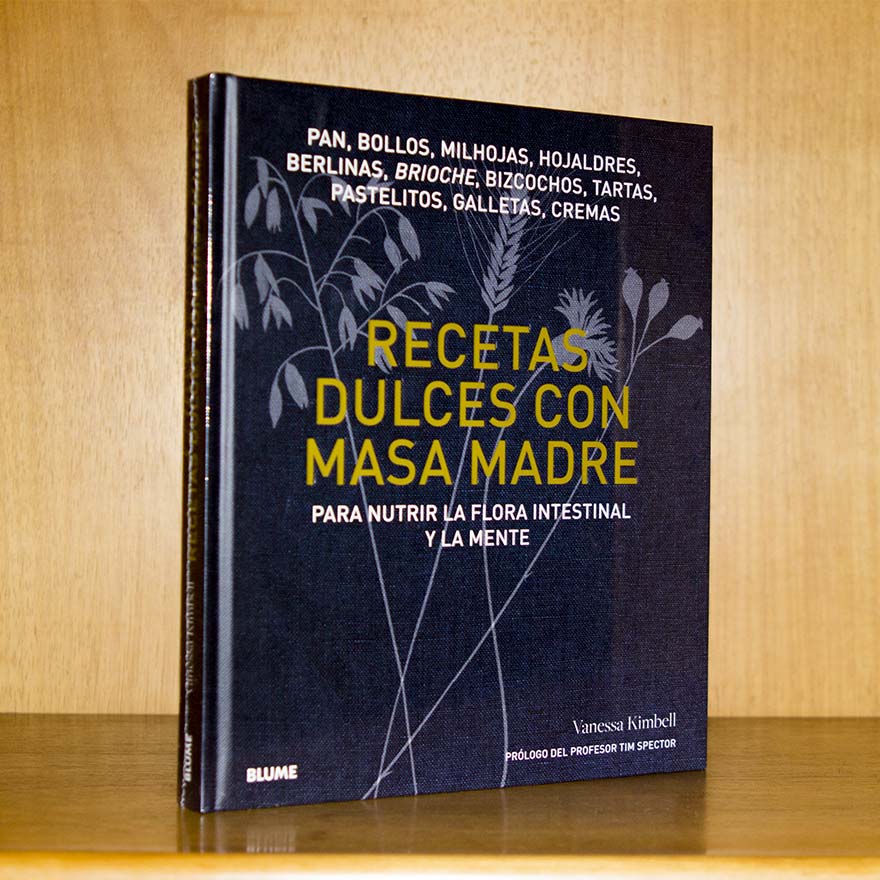 PAN, BOLLOS, MILHOJAS, HOJALDRES,
BERLINAS, BRIOCHE, BIZCOCHOS, TARTAS,
PASTELITOS, GALLETAS, CREMAS
RECETAS
DULCES CON
MASA MADRE
PARA NUTRIR LA FLORA INTESTINAL
Y LA MENTE
Vanessa Kimbell
PRÓLOGO DEL PROFESOR TIM SPECTOR
BLUME
BLUME